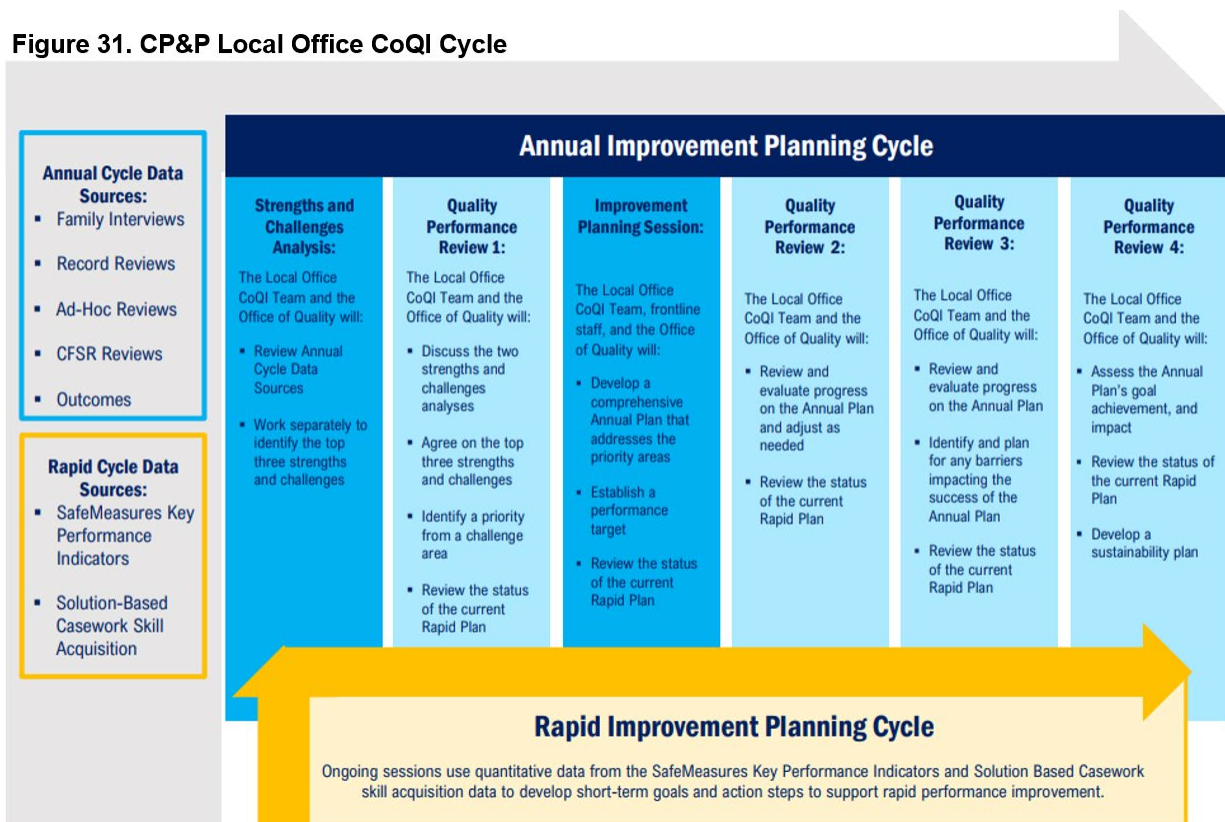 Figure 31. CP&P Local Office CoQI Cycle
Annual Cycle Data
Sources:
▪ Family Interviews
▪ Record Reviews
▪ Ad-Hoc Reviews
▪ CFSR Reviews
▪ Outcomes
Rapid Cycle Data
Sources:
▪ SafeMeasures Key
Performance
Indicators
▪ Solution-Based
Casework Skill
Acquisition
Annual Improvement Planning Cycle
Strengths and
Challenges
Analysis:
The Local Office
CoQI Team and the
Office of Quality will:
▪ Review Annual
Cycle Data
Sources
▪ Work separately to
identify the top
three strengths
and challenges
Quality
Performance
Review 1:
The Local Office
CoQI Team and the
Office of Quality will:
▪ Discuss the two
strengths and
challenges
analyses
▪ Agree on the top
three strengths
and challenges
▪ Identify a priority
from a challenge
area
▪ Review the status
of the current
Rapid Plan
Improvement
Planning Session:
The Local Office
CoQI Team, frontline
staff, and the Office
of Quality will:
▪ Develop a
comprehensive
Annual Plan that
addresses the
priority areas
▪ Establish a
performance
target
▪ Review the status
of the current
Rapid Plan
Quality
Performance
Review 2:
The Local Office
CoQI Team and the
Office of Quality will:
▪ Review and
evaluate progress
on the Annual Plan
and adjust as
needed
▪ Review the status
of the current
Rapid Plan
Quality
Performance
Review 3:
The Local Office
CoQI Team and the
Office of Quality will:
▪ Review and
evaluate progress
on the Annual Plan
▪ Identify and plan
for any barriers
impacting the
success of the
Annual Plan
▪ Review the status
of the current
Rapid Plan
Quality
Performance
Review 4:
The Local Office
CoQI Team and the
Office of Quality will:
▪ Assess the Annual
Plan's goal
achievement, and
impact
▪ Review the status of
the current Rapid
Plan
▪ Develop a
sustainability plan
Rapid Improvement Planning Cycle
Ongoing sessions use quantitative data from the SafeMeasures Key Performance Indicators and Solution Based Casework
skill acquisition data to develop short-term goals and action steps to support rapid performance improvement.